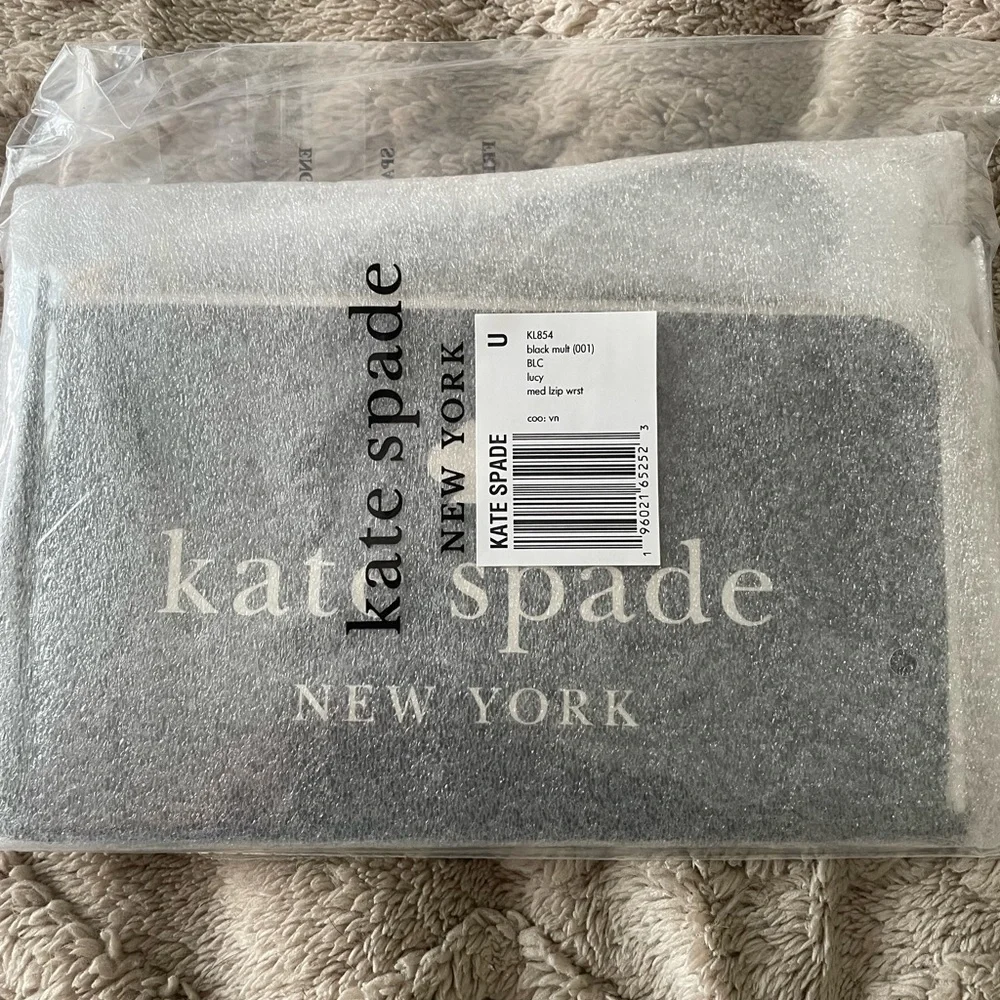 kate spade
NEW YORK
U
KL854
black mult (001)
BLC
lucy
med lzip wrst
coo: vn
KATE SPADE
1 96021 65252 3
kate spade
NEW YORK